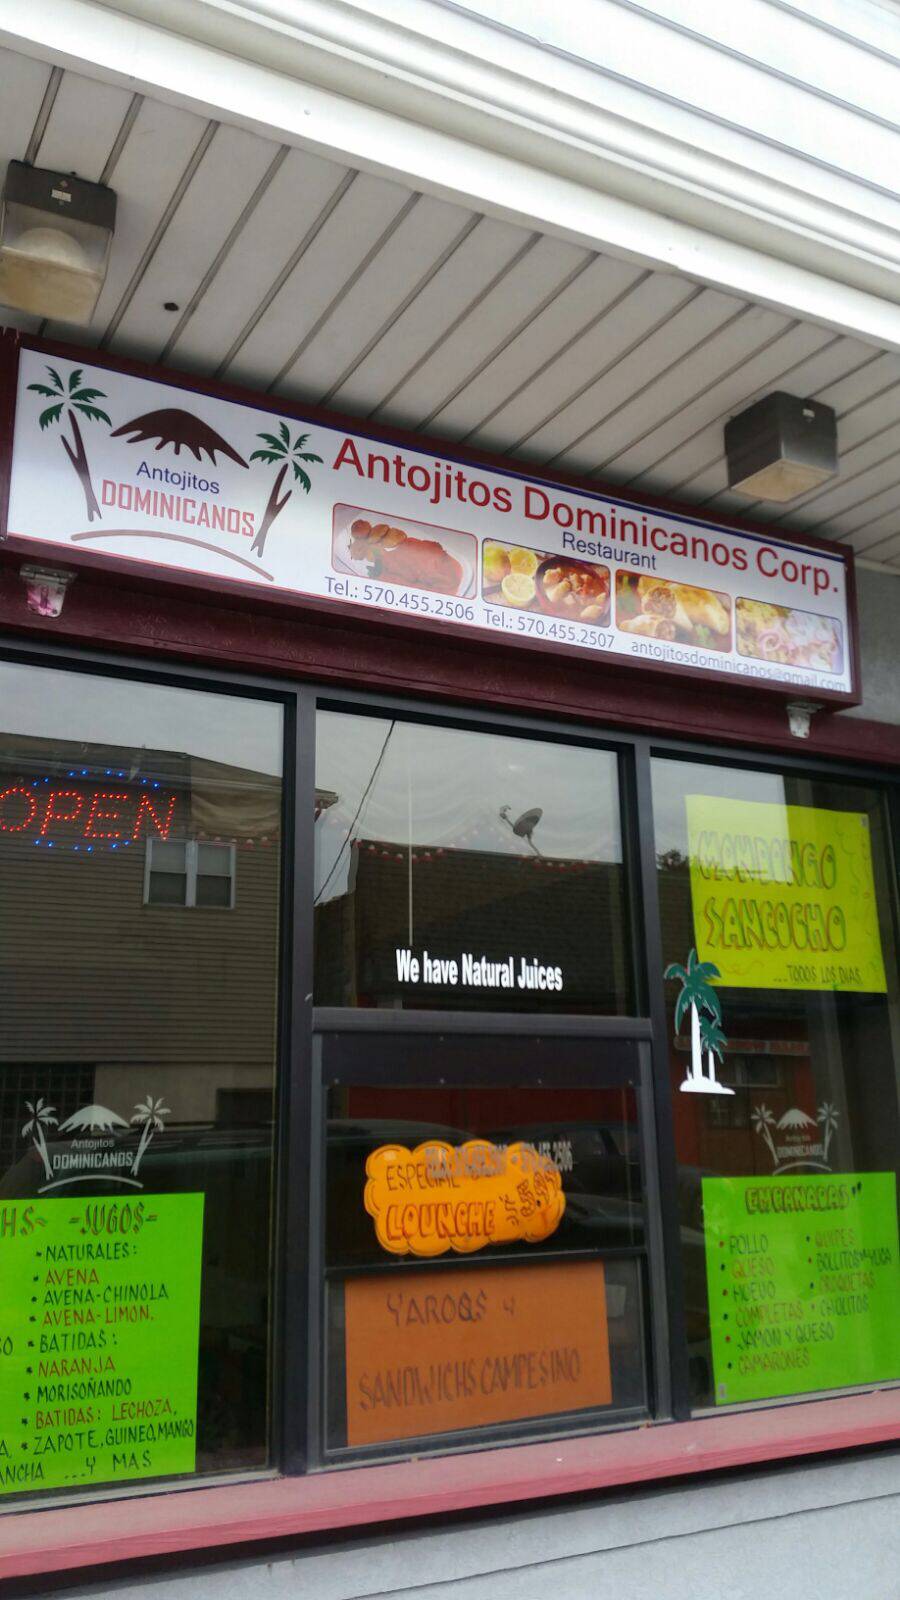 Antojitos
DOMINICANOS
Antojitos Dominicanos Corp.
Restaurant
Tel.: 570.455.2506 Tel.: 570.455.2507 antojitosdominicanos@gmail.com
OPEN
We have Natural Juices
MONDONGO
SANCOCHO
...TODOS LOS DIAS
Antojitos
DOMINICANOS
Antojitos
DOMINICANOS
-JUGOS-
• NATURALES:
• AVENA
• AVENA-CHINOLA
• AVENA-LIMON.
• BATIDAS:
• NARANJA
• MORISOÑANDO
• BATIDAS: LECHOZA,
• ZAPOTE, GUINEO, MANGO
...Y MAS
ESPECIAL
LOUNCHE
YAROAS Y
SANDWICHS CAMPESINO
EMPANADAS
• POLLO • QUIPES
• QUESO • BOLLITOS YUCA
• HUEVO • CROQUETAS
• COMPLETAS • CHULITOS
• JAMON Y QUESO
• CAMARONES